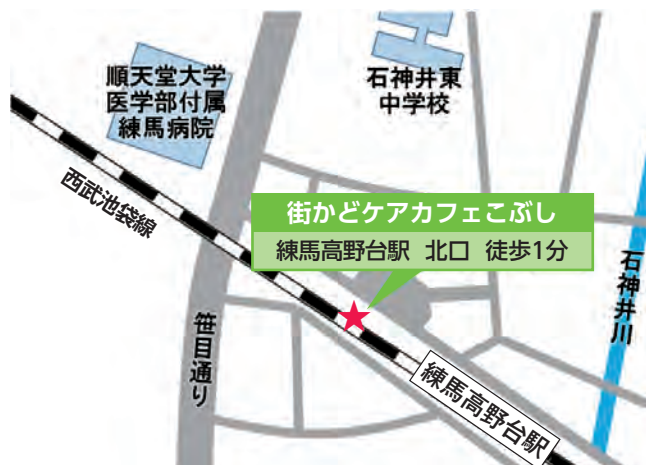 順天堂大学
医学部付属
練馬病院
石神井東
中学校
西武池袋線
街かどケアカフェこぶし
練馬高野台駅 北口 徒歩1分
石神井川
笹目通り
練馬高野台駅